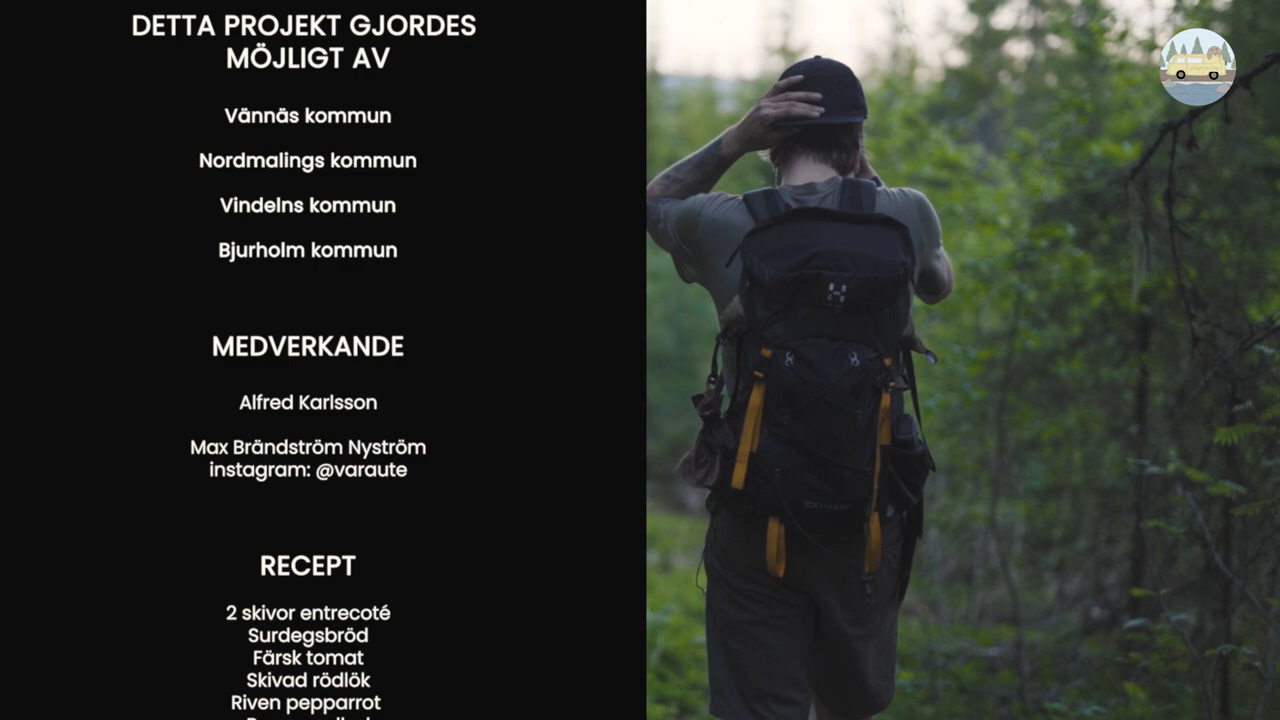 DETTA PROJEKT GJORDES
MÖJLIGT AV
Vännäs kommun
Nordmalings kommun
Vindelns kommun
Bjurholm kommun
MEDVERKANDE
Alfred Karlsson
Max Brändström Nyström
instagram: @varaute
RECEPT
2 skivor entrecoté
Surdegsbröd
Färsk tomat
Skivad rödlök
Riven pepparrot